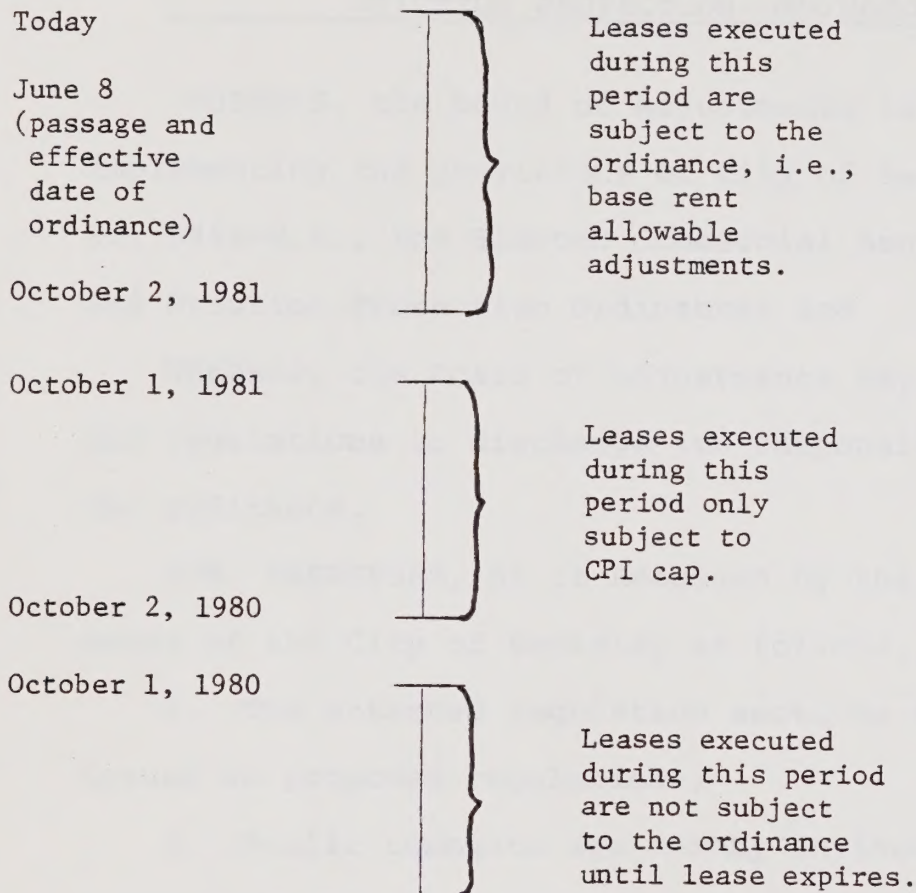 Today
June 8
(passage and
effective
date of
ordinance)
October 2, 1981
Leases executed
during this
period are
subject to the
ordinance, i.e.,
base rent
allowable
adjustments.
October 1, 1981
October 2, 1980
Leases executed
during this
period only
subject to
CPI cap.
October 1, 1980
Leases executed
during this period
are not subject
to the ordinance
until lease expires.